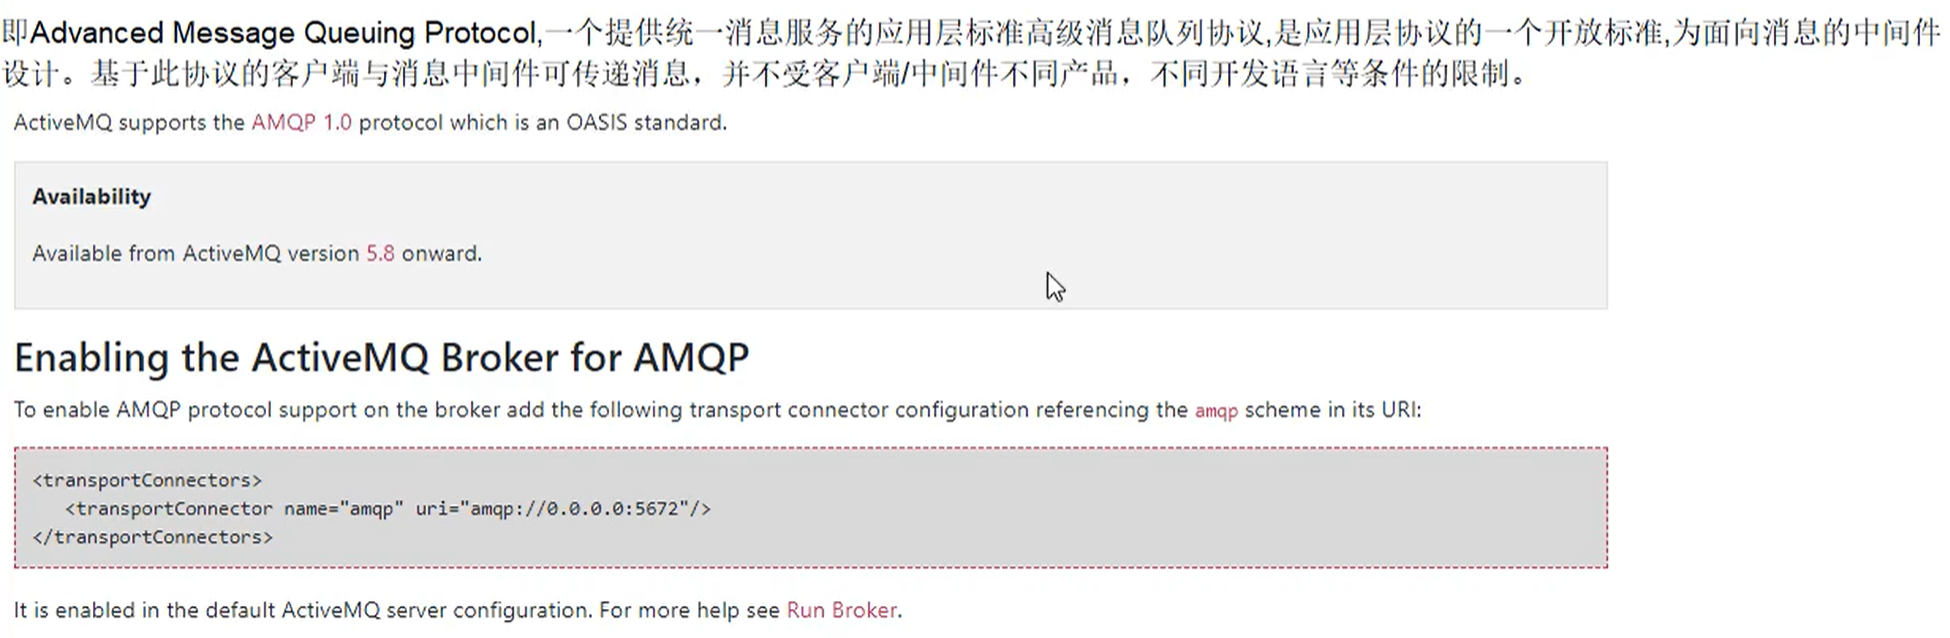 即Advanced Message Queuing Protocol,一个提供统一消息服务的应用层标准高级消息队列协议,是应用层协议的一个开放标准,为面向消息的中间件
设计。基于此协议的客户端与消息中间件可传递消息，并不受客户端/中间件不同产品，不同开发语言等条件的限制。
ActiveMQ supports the AMQP 1.0 protocol which is an OASIS standard.
Availability
Available from ActiveMQ version 5.8 onward.
Enabling the ActiveMQ Broker for AMQP
To enable AMQP protocol support on the broker add the following transport connector configuration referencing the amqp scheme in its URI:
<transportConnectors>
   <transportConnector name="amqp" uri="amqp://0.0.0.0:5672"/>
</transportConnectors>
It is enabled in the default ActiveMQ server configuration. For more help see Run Broker.